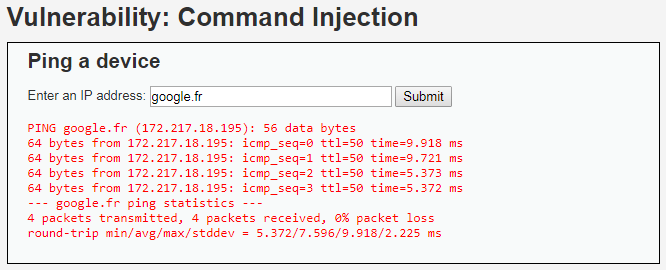 Vulnerability: Command Injection
Ping a device
Enter an IP address: google.fr Submit
PING google.fr (172.217.18.195): 56 data bytes
64 bytes from 172.217.18.195: icmp_seq=0 ttl=50 time=9.918 ms
64 bytes from 172.217.18.195: icmp_seq=1 ttl=50 time=9.721 ms
64 bytes from 172.217.18.195: icmp_seq=2 ttl=50 time=5.373 ms
64 bytes from 172.217.18.195: icmp_seq=3 ttl=50 time=5.372 ms
--- google.fr ping statistics ---
4 packets transmitted, 4 packets received, 0% packet loss
round-trip min/avg/max/stddev = 5.372/7.596/9.918/2.225 ms